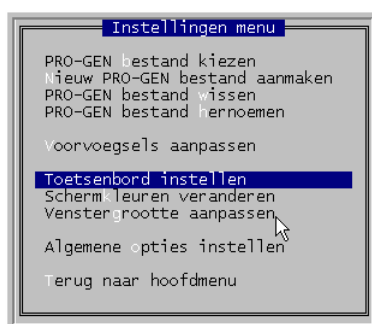 Instellingen menu
PRO-GEN bestand kiezen
Nieuw PRO-GEN bestand aanmaken
PRO-GEN bestand wissen
PRO-GEN bestand hernoemen
Voorvoegsels aanpassen
Toetsenbord instellen
Schermkleuren veranderen
Venstergrootte aanpassen
Algemene opties instellen
Terug naar hoofdmenu